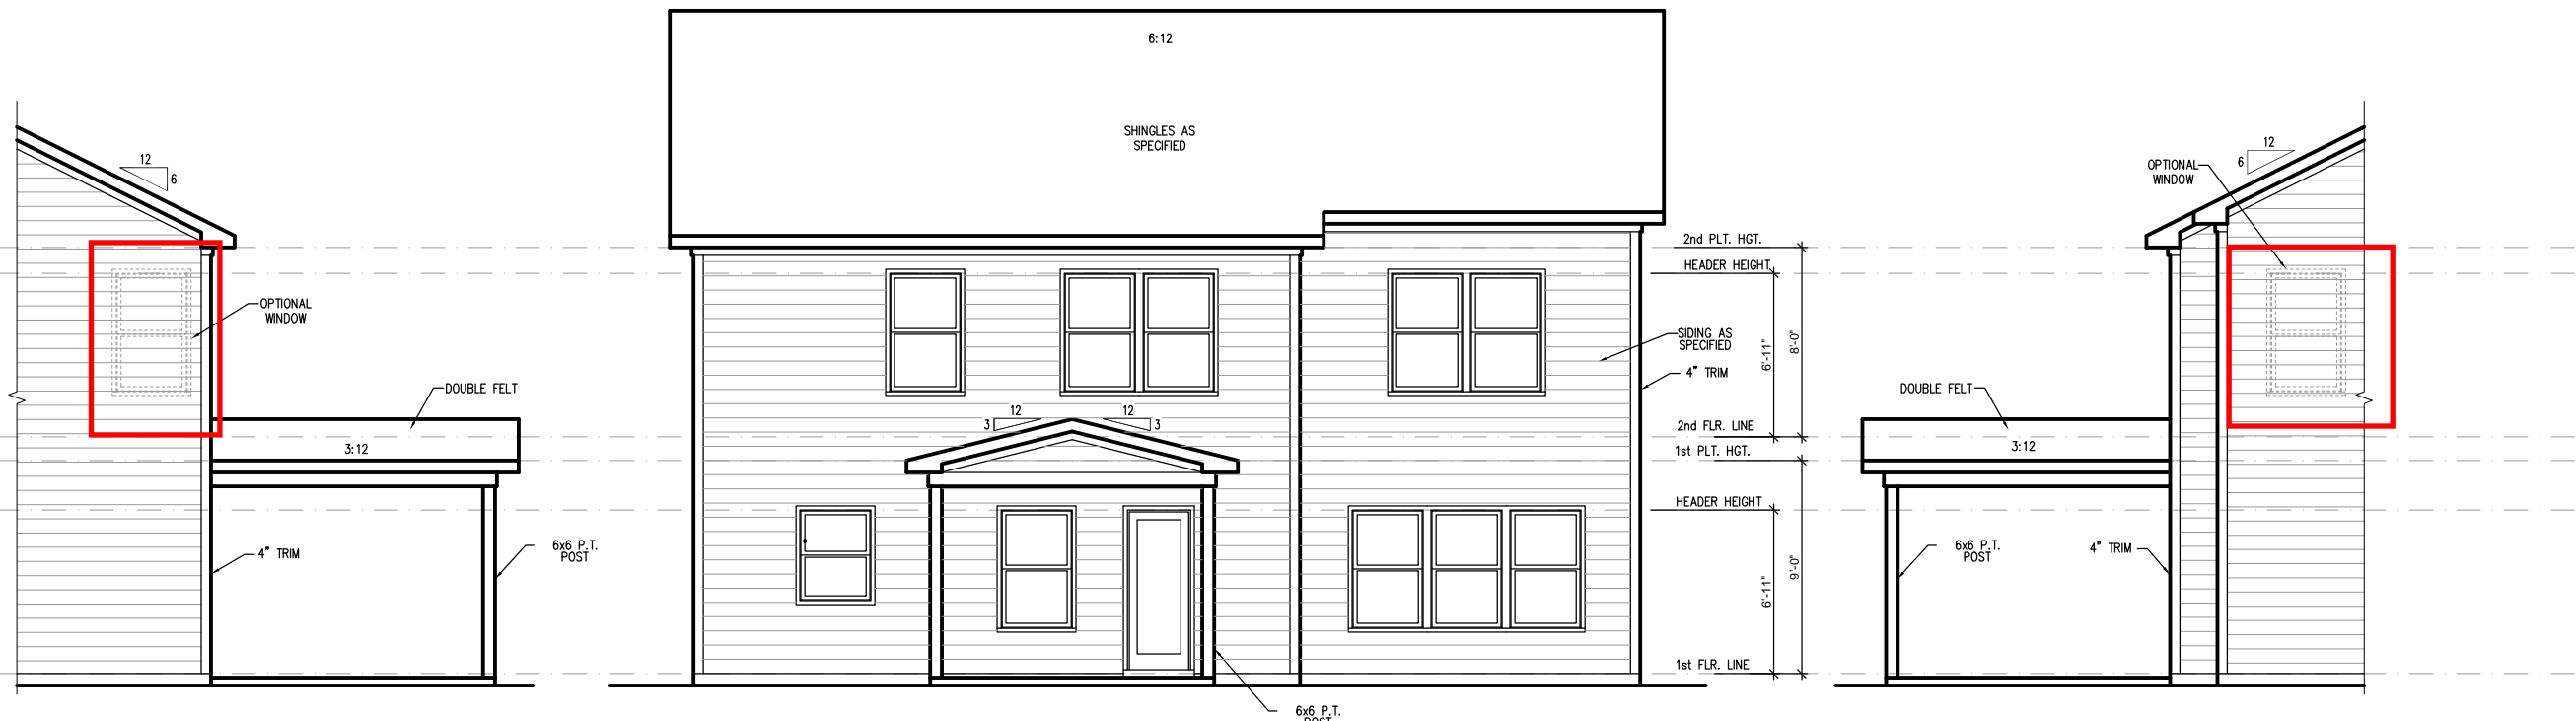 12
6
OPTIONAL
WINDOW
DOUBLE FELT
3:12
4" TRIM
6x6 P.T.
POST
6:12
SHINGLES AS
SPECIFIED
12
3
12
3
SIDING AS
SPECIFIED
4" TRIM
6x6 P.T.
POST
2nd PLT. HGT.
HEADER HEIGHT
2nd FLR. LINE
1st PLT. HGT.
HEADER HEIGHT
1st FLR. LINE
6'-11"
8'-0"
6'-11"
9'-0"
12
6
OPTIONAL
WINDOW
DOUBLE FELT
3:12
6x6 P.T.
POST
4" TRIM